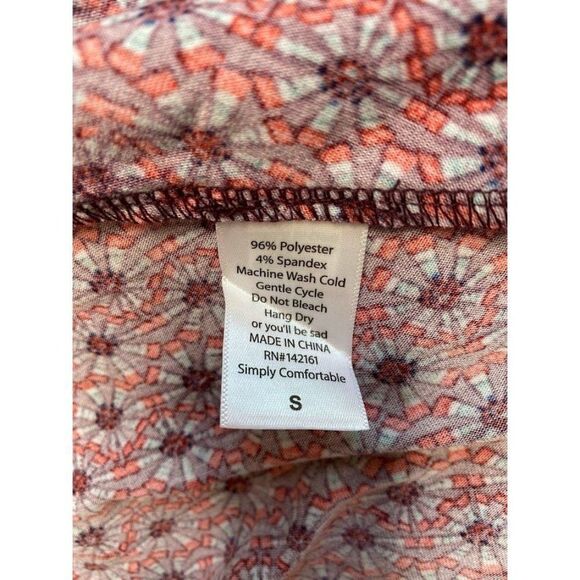 96% Polyester
4% Spandex
Machine Wash Cold
Gentle Cycle
Do Not Bleach
Hang Dry
or you'll be sad
MADE IN CHINA
RN#142161
Simply Comfortable
S